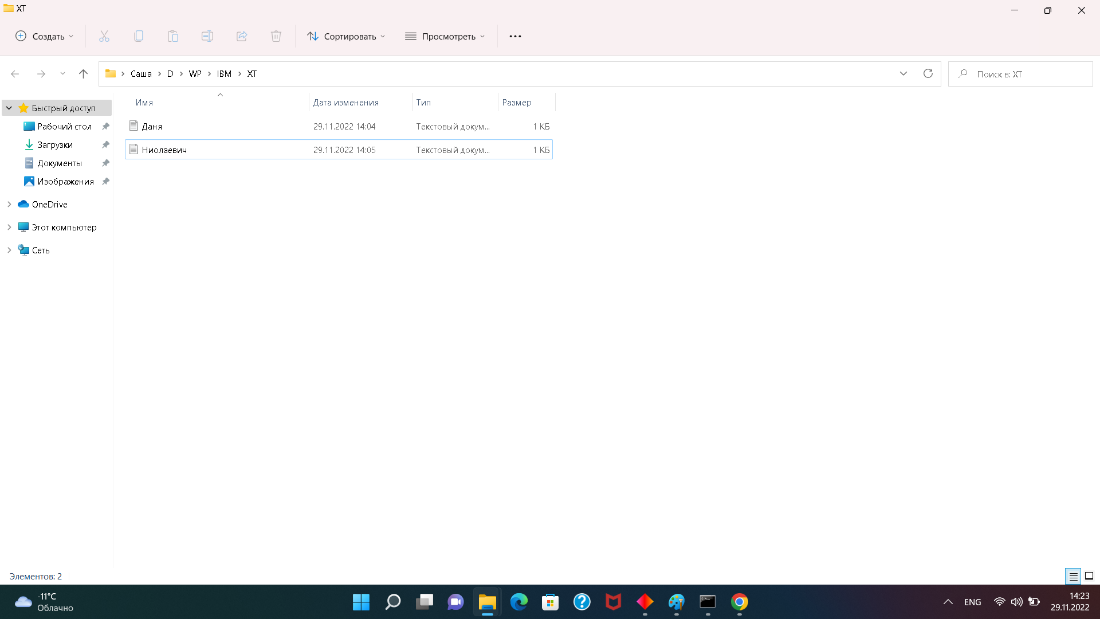 XT
Создать
Сортировать
Просмотреть
Саша > D > WP > IBM > XT
Поиск в: XT
Имя Дата изменения Тип Размер
Быстрый доступ
Рабочий стол
Загрузки
Документы
Изображения
OneDrive
Этот компьютер
Сеть
Даня 29.11.2022 14:04 Текстовый докум... 1 КБ
Ниолаевич 29.11.2022 14:05 Текстовый докум... 1 КБ
Элементов: 2
-11°C
Облачно
ENG
14:23
29.11.2022